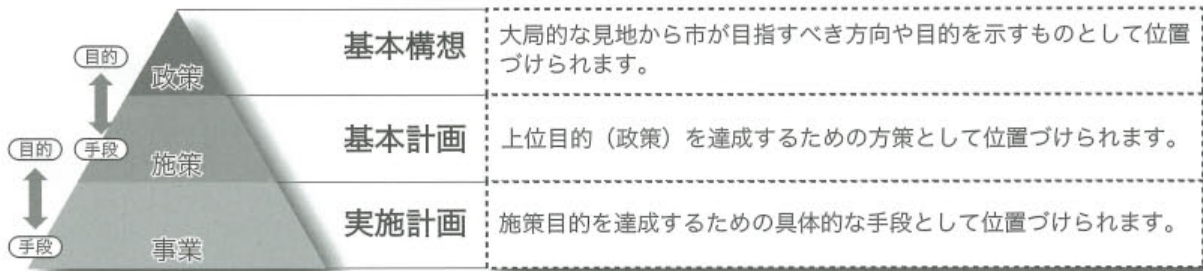 目的
手段
目的
手段
政策
施策
事業
基本構想
大局的な見地から市が目指すべき方向や目的を示すものとして位置
づけられます。
基本計画
上位目的（政策）を達成するための方策として位置づけられます。
実施計画
施策目的を達成するための具体的な手段として位置づけられます。